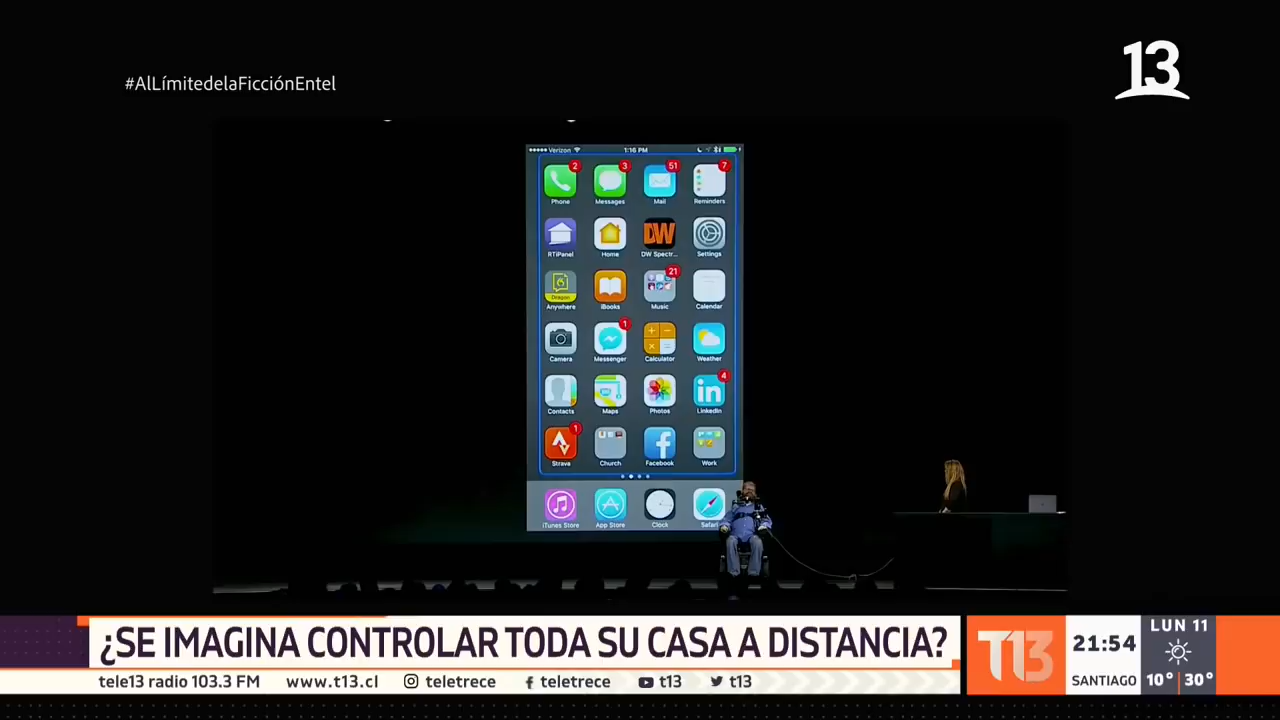 13
#AlLímitedelaFicciónEntel
Verizon 1:16 PM
2 3 51 7
Phone Messages Mail Reminders
DW
RTiPanel Home DW Spectr... Settings
21
Dragon
Anywhere iBooks Music Calendar
1
Camera Messenger Calculator Weather
4
in
Contacts Maps Photos LinkedIn
1
f
Strava Church Facebook Work
iTunes Store App Store Clock Safari
¿SE IMAGINA CONTROLAR TODA SU CASA A DISTANCIA?
tele13 radio 103.3 FM www.t13.cl teletrece teletrece t13 t13
T13
21:54
SANTIAGO
LUN 11
10° 30°